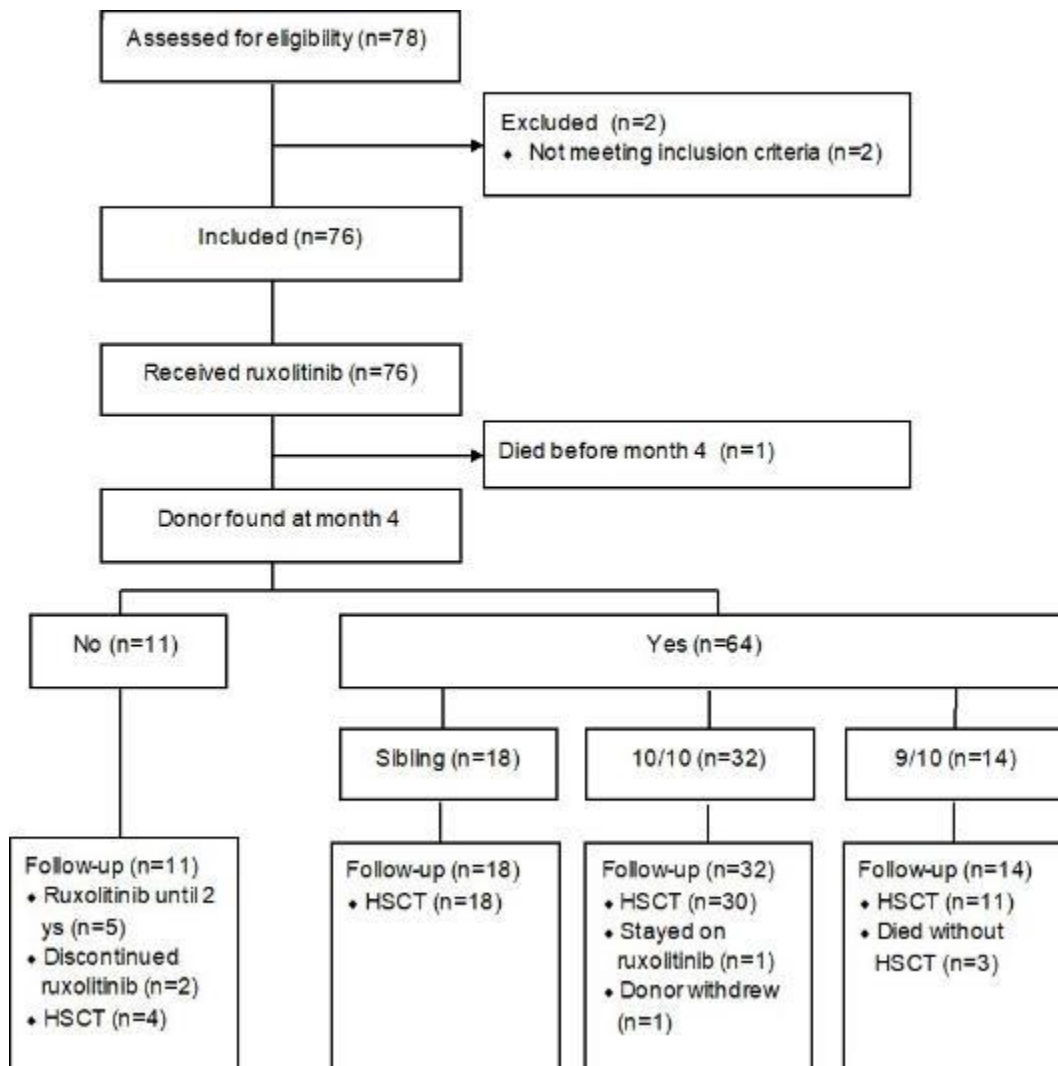 Assessed for eligibility (n=78)
Excluded (n=2)
⬥ Not meeting inclusion criteria (n=2)
Included (n=76)
Received ruxolitinib (n=76)
Died before month 4 (n=1)
Donor found at month 4
No (n=11)
Yes (n=64)
Sibling (n=18)
10/10 (n=32)
9/10 (n=14)
Follow-up (n=11)
⬥ Ruxolitinib until 2
ys (n=5)
⬥ Discontinued
ruxolitinib (n=2)
⬥ HSCT (n=4)
Follow-up (n=18)
⬥ HSCT (n=18)
Follow-up (n=32)
⬥ HSCT (n=30)
⬥ Stayed on
ruxolitinib (n=1)
⬥ Donor withdrew
(n=1)
Follow-up (n=14)
⬥ HSCT (n=11)
⬥ Died without
HSCT (n=3)